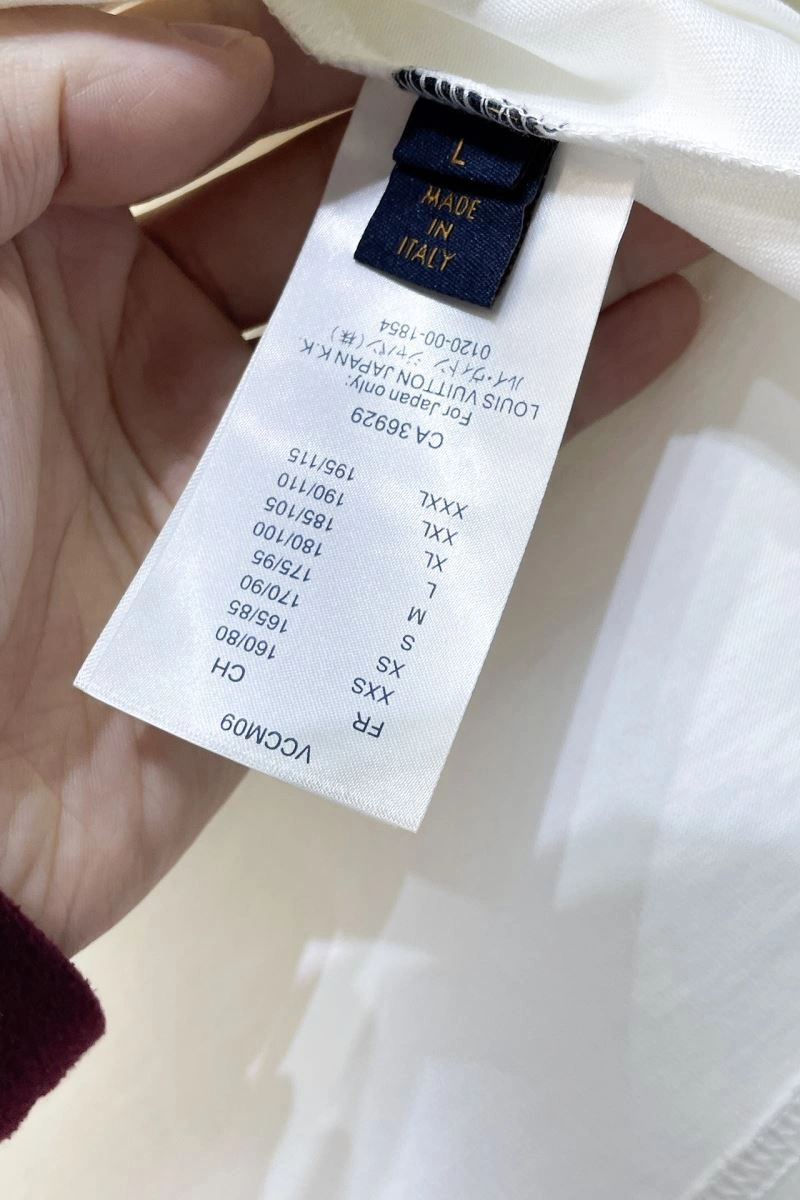 L
MADE
IN
ITALY
VCCM09
FR CH
XXS 160/80
XS 165/85
S 170/90
M 175/95
L 180/100
XL 185/105
XXL 190/110
XXXL 195/115
CA 36929
For Japan only:
LOUIS VUITTON JAPAN K.K.
ルイ・ヴィトン ジャパン(株)
0120-00-1854